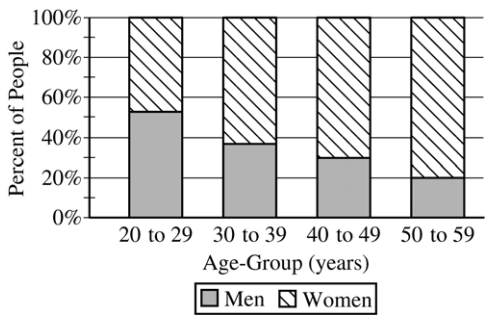 Percent of People
100%
80%
60%
40%
20%
0%
20 to 29 30 to 39 40 to 49 50 to 59
Age-Group (years)
Men Women